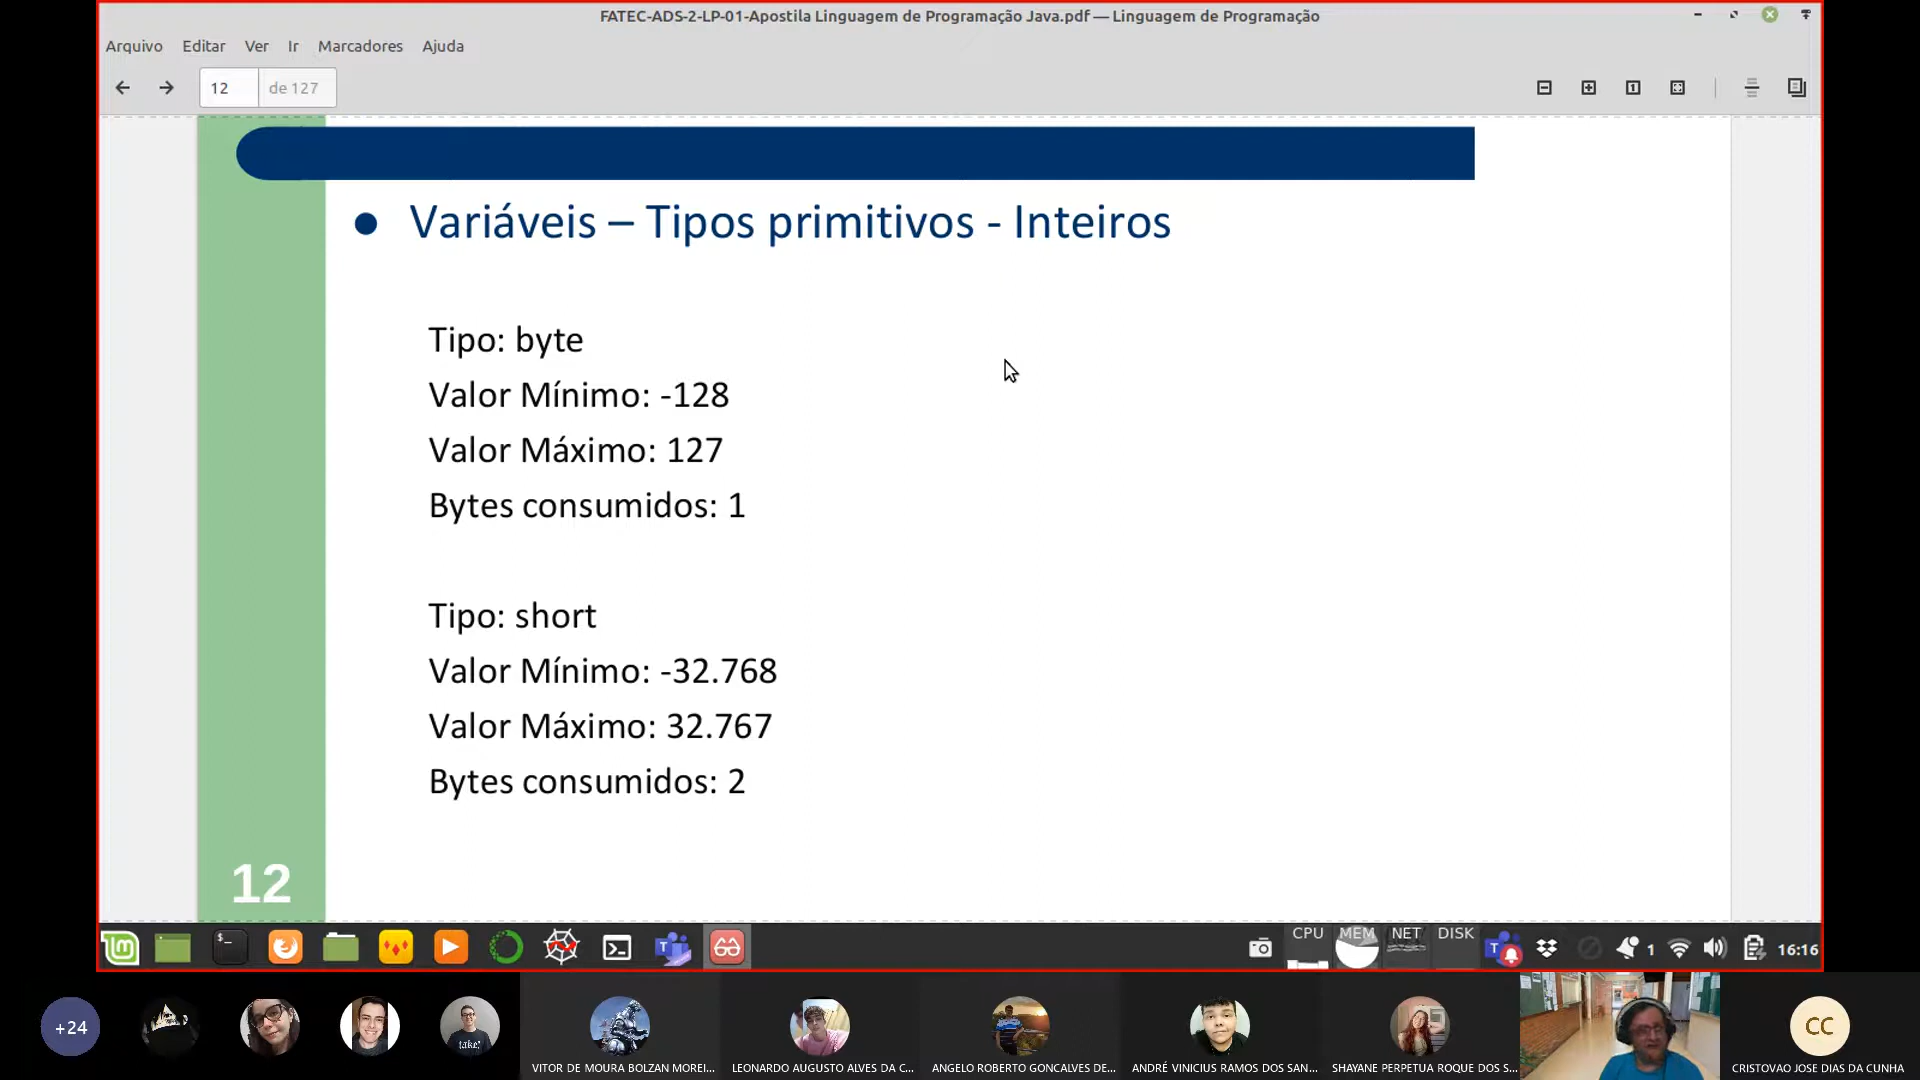 FATEC-ADS-2-LP-01-Apostila Linguagem de Programação Java.pdf — Linguagem de Programação
Arquivo Editar Ver Ir Marcadores Ajuda
12 de 127
Variáveis – Tipos primitivos - Inteiros
Tipo: byte
Valor Mínimo: -128
Valor Máximo: 127
Bytes consumidos: 1
Tipo: short
Valor Mínimo: -32.768
Valor Máximo: 32.767
Bytes consumidos: 2
12
CPU MEM NET DISK
1 16:16
+24
VITOR DE MOURA BOLZAN MOREI...
LEONARDO AUGUSTO ALVES DA C...
ANGELO ROBERTO GONCALVES DE...
ANDRÉ VINICIUS RAMOS DOS SAN...
SHAYANE PERPETUA ROQUE DOS S...
CC
CRISTOVAO JOSE DIAS DA CUNHA